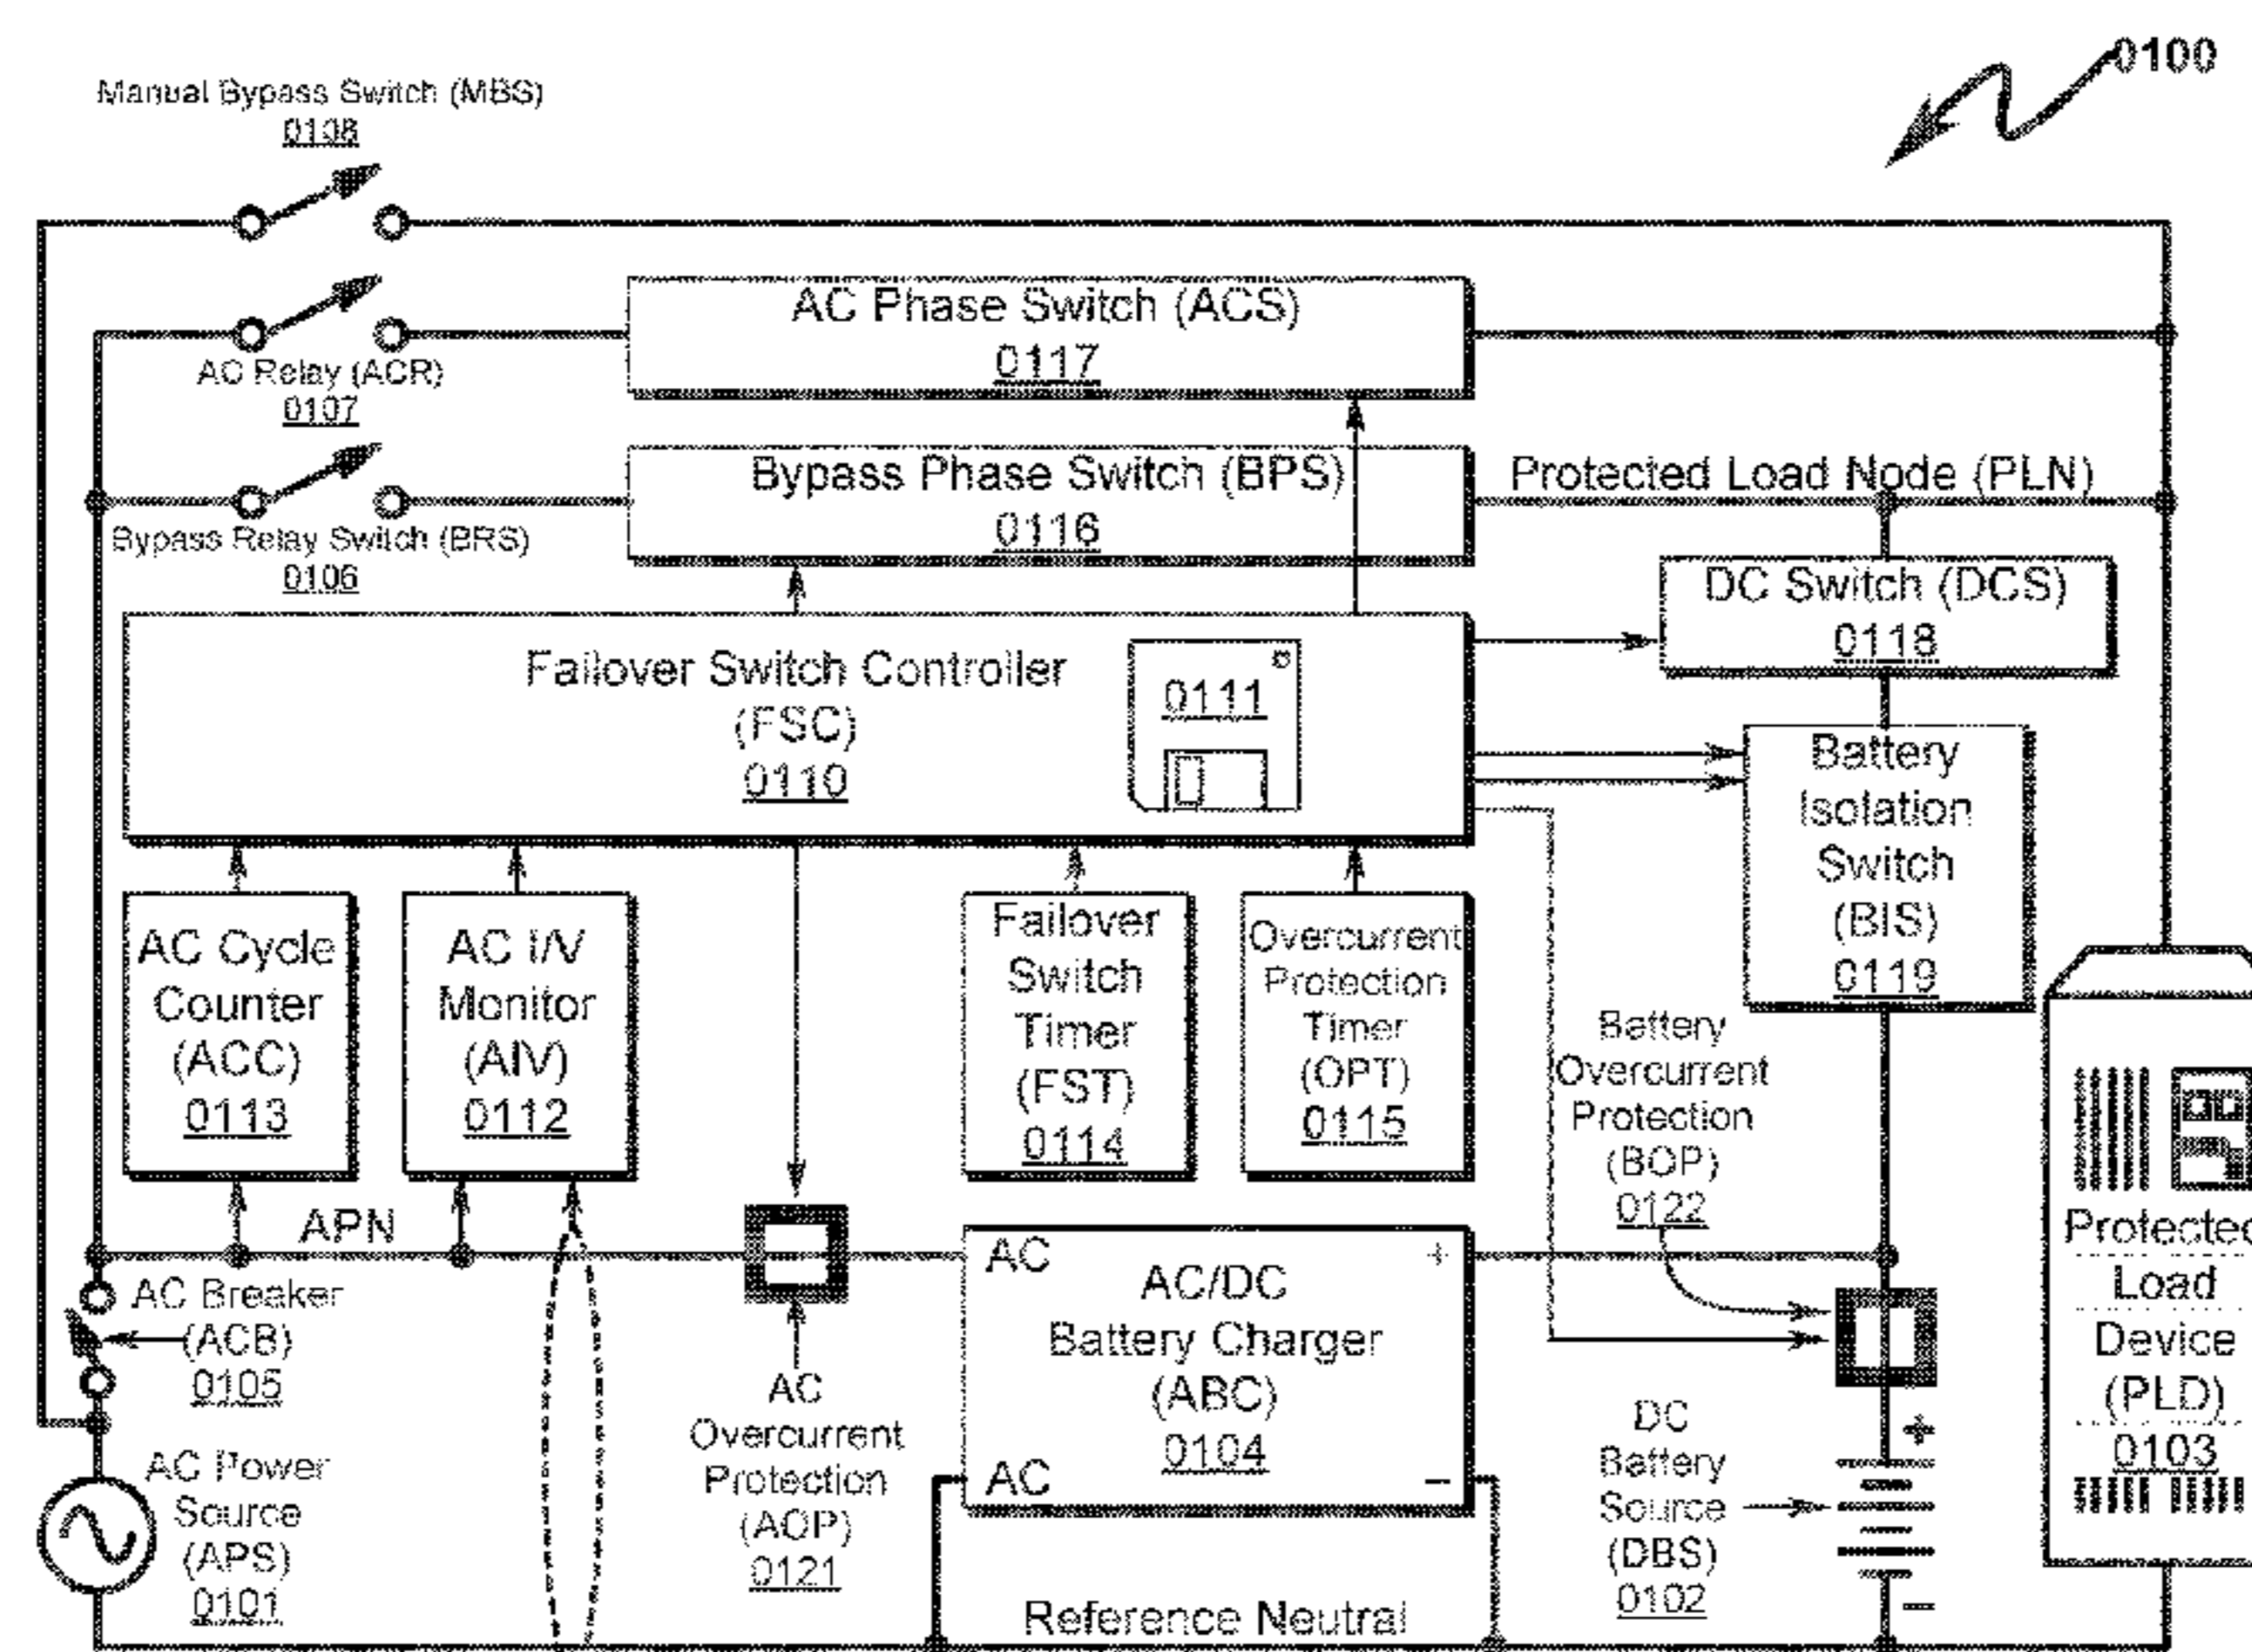 0100
Manual Bypass Switch (MBS)
0108
AC Phase Switch (ACS)
0117
AC Relay (ACR)
0107
Bypass Phase Switch (BPS)
0116
Protected Load Node (PLN)
Bypass Relay Switch (BRS)
0106
DC Switch (DCS)
0118
Failover Switch Controller
(FSC)
0110
0111
Battery
Isolation
Switch
(BIS)
0119
AC Cycle
Counter
(ACC)
0113
AC I/V
Monitor
(AIV)
0112
Failover
Switch
Timer
(FST)
0114
Overcurrent
Protection
Timer
(OPT)
0115
Battery
Overcurrent
Protection
(BOP)
0122
APN
AC Breaker
(ACB)
0105
AC
AC
Overcurrent
Protection
(AOP)
0121
AC +
AC/DC
Battery Charger
(ABC)
0104
AC −
Protected
Load
Device
(PLD)
0103
AC Power
Source
(APS)
0101
+
DC
Battery
Source
(DBS)
0102
−
Reference Neutral